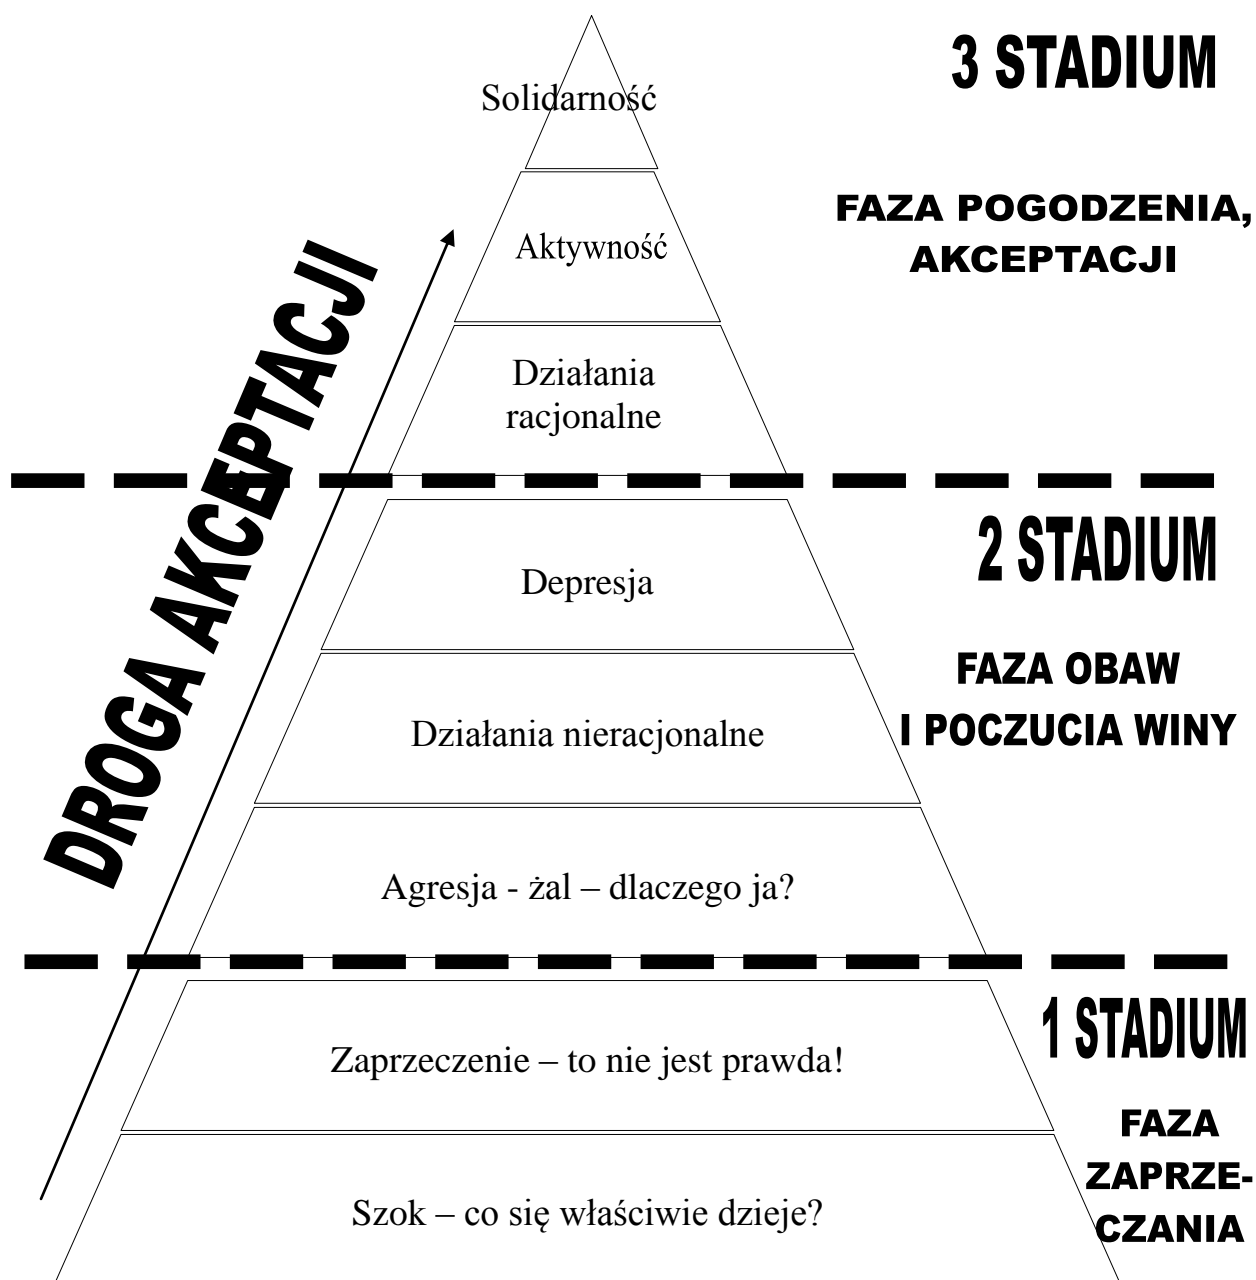 3 STADIUM
Solidarność
FAZA POGODZENIA,
AKCEPTACJI
Aktywność
Działania
racjonalne
DROGA AKCEPTACJI
2 STADIUM
Depresja
FAZA OBAW
I POCZUCIA WINY
Działania nieracjonalne
Agresja - żal – dlaczego ja?
1 STADIUM
Zaprzeczenie – to nie jest prawda!
FAZA
ZAPRZE-
CZANIA
Szok – co się właściwie dzieje?